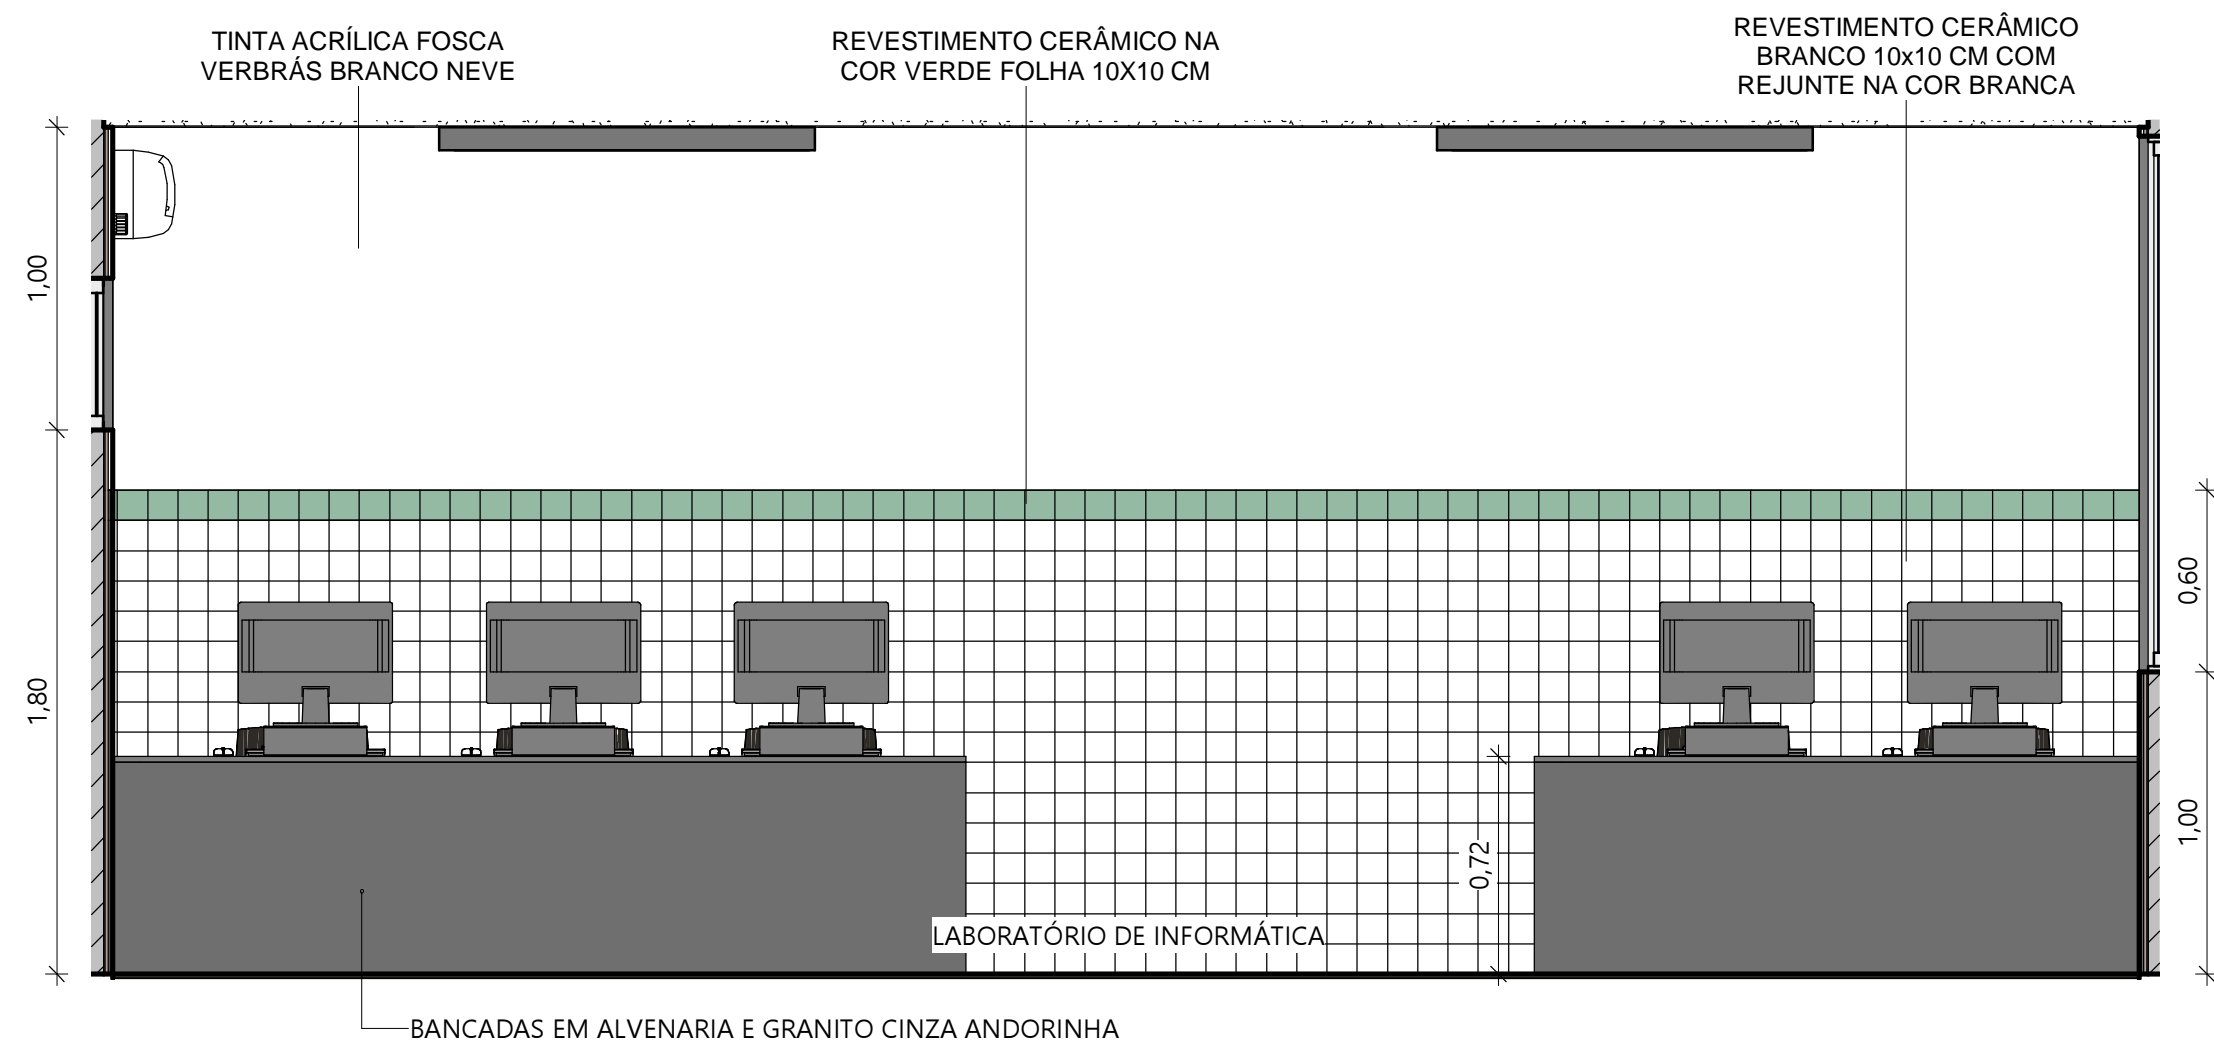 TINTA ACRÍLICA FOSCA
VERBRÁS BRANCO NEVE
REVESTIMENTO CERÂMICO NA
COR VERDE FOLHA 10X10 CM
REVESTIMENTO CERÂMICO
BRANCO 10x10 CM COM
REJUNTE NA COR BRANCA
1,00
1,80
0,60
1,00
0,72
LABORATÓRIO DE INFORMÁTICA
BANCADAS EM ALVENARIA E GRANITO CINZA ANDORINHA